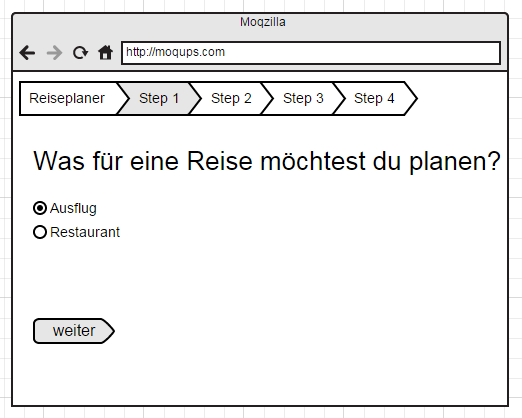 Moqzilla
http://moqups.com
Reiseplaner Step 1 Step 2 Step 3 Step 4
Was für eine Reise möchtest du planen?
Ausflug
Restaurant
weiter